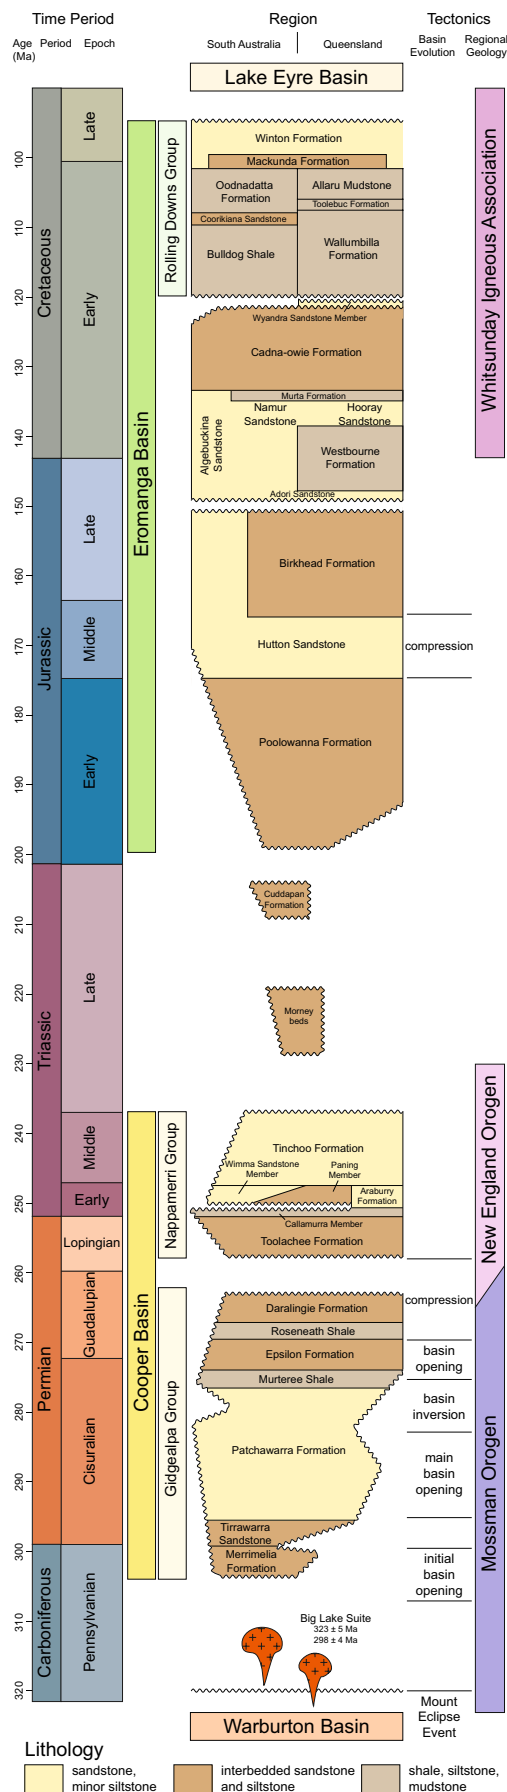 Time Period
Region
Tectonics
Age
(Ma)
Period
Epoch
South Australia
Queensland
Basin
Evolution
Regional
Geology
Lake Eyre Basin
100
110
120
130
140
150
160
170
180
190
200
210
220
230
240
250
260
270
280
290
300
310
320
Cretaceous
Jurassic
Triassic
Permian
Carboniferous
Late
Early
Late
Middle
Early
Late
Middle
Early
Lopingian
Guadalupian
Cisuralian
Pennsylvanian
Eromanga Basin
Cooper Basin
Rolling Downs Group
Nappamerri Group
Gidgealpa Group
Winton Formation
Mackunda Formation
Oodnadatta
Formation
Allaru Mudstone
Toolebuc Formation
Coorikiana Sandstone
Bulldog Shale
Wallumbilla
Formation
Wyandra Sandstone Member
Cadna-owie Formation
Murta Formation
Algebuckina
Sandstone
Namur
Sandstone
Hooray
Sandstone
Westbourne
Formation
Adori Sandstone
Birkhead Formation
Hutton Sandstone
Poolowanna Formation
Cuddapan
Formation
Morney
beds
Tinchoo Formation
Wimma Sandstone
Member
Paning
Member
Araburry
Formation
Callamurra Member
Toolachee Formation
Daralingie Formation
Roseneath Shale
Epsilon Formation
Murteree Shale
Patchawarra Formation
Tirrawarra
Sandstone
Merrimelia
Formation
Big Lake Suite
323 ± 5 Ma
298 ± 4 Ma
Warburton Basin
compression
compression
basin
opening
basin
inversion
main
basin
opening
initial
basin
opening
Mount
Eclipse
Event
Whitsunday Igneous Association
New England Orogen
Mossman Orogen
Lithology
sandstone,
minor siltstone
interbedded sandstone
and siltstone
shale, siltstone,
mudstone